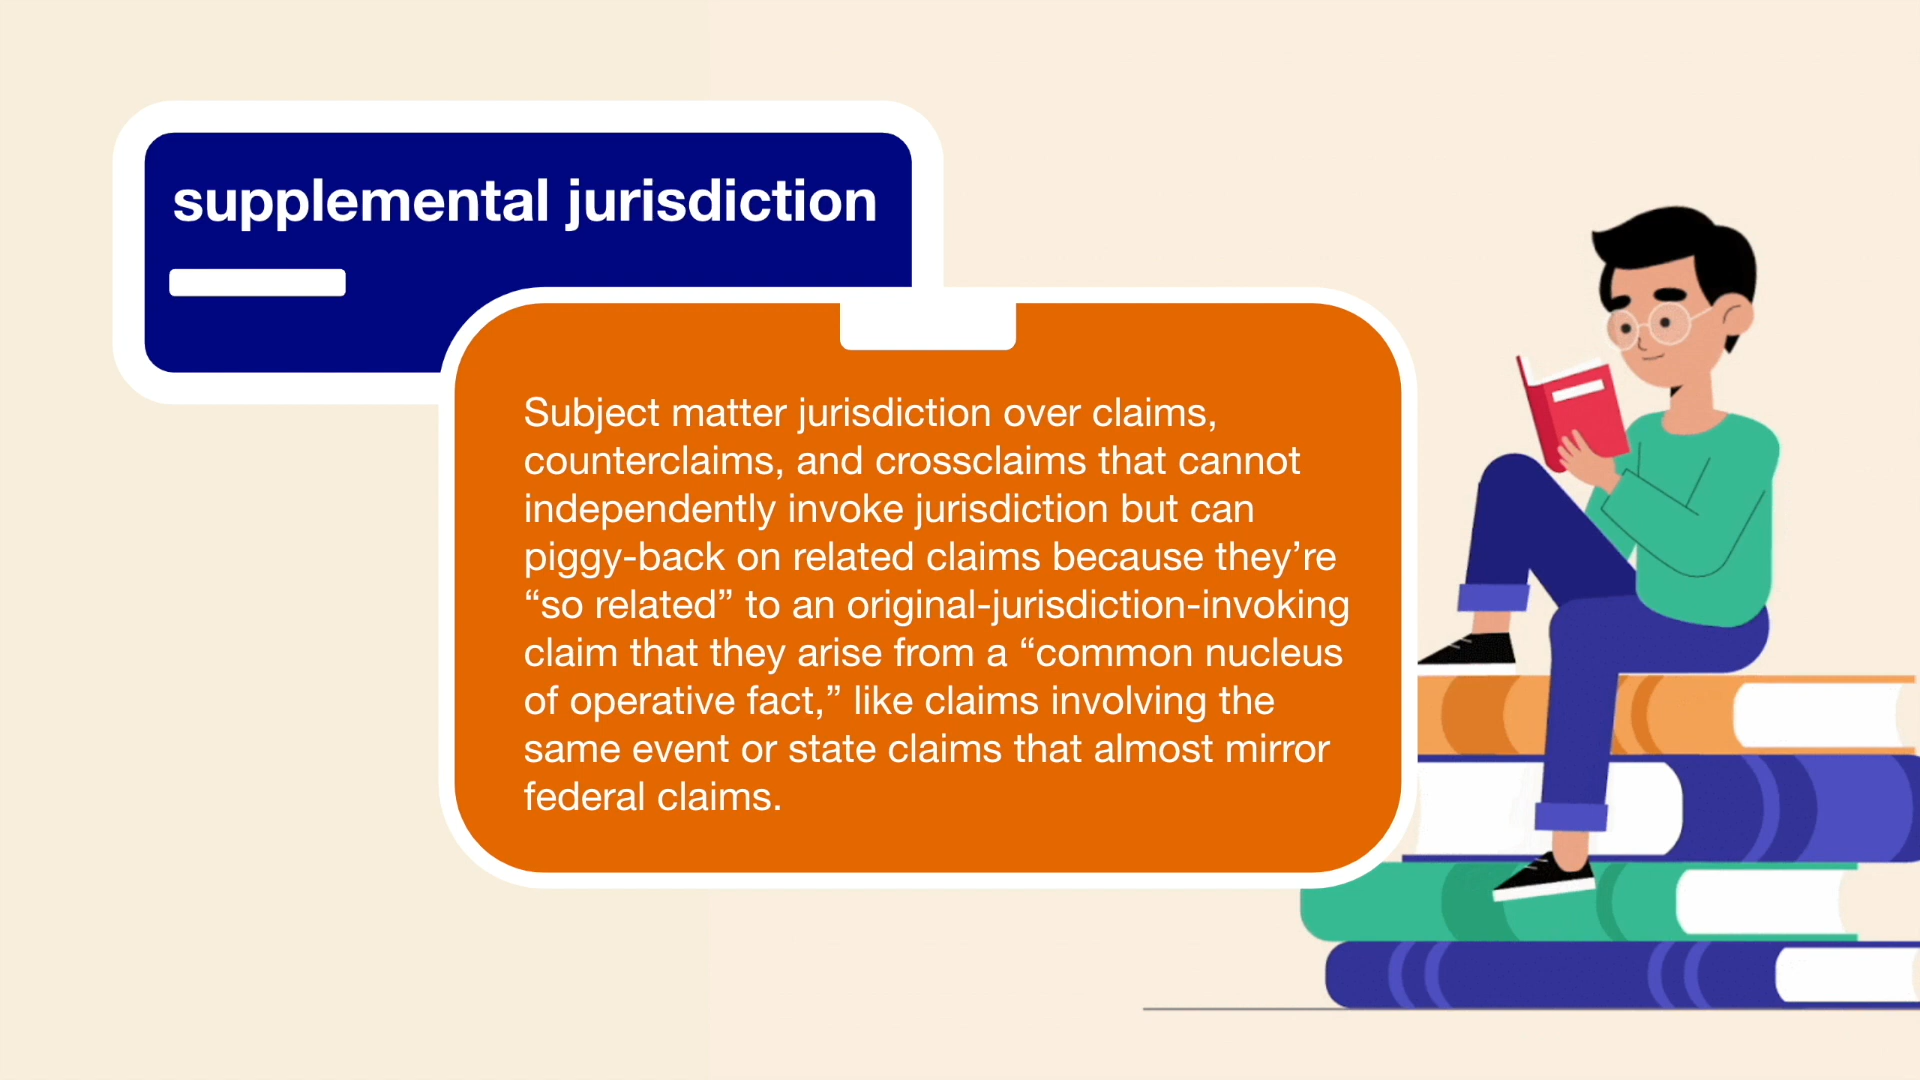 supplemental jurisdiction
Subject matter jurisdiction over claims,
counterclaims, and crossclaims that cannot
independently invoke jurisdiction but can
piggy-back on related claims because they’re
“so related” to an original-jurisdiction-invoking
claim that they arise from a “common nucleus
of operative fact,” like claims involving the
same event or state claims that almost mirror
federal claims.